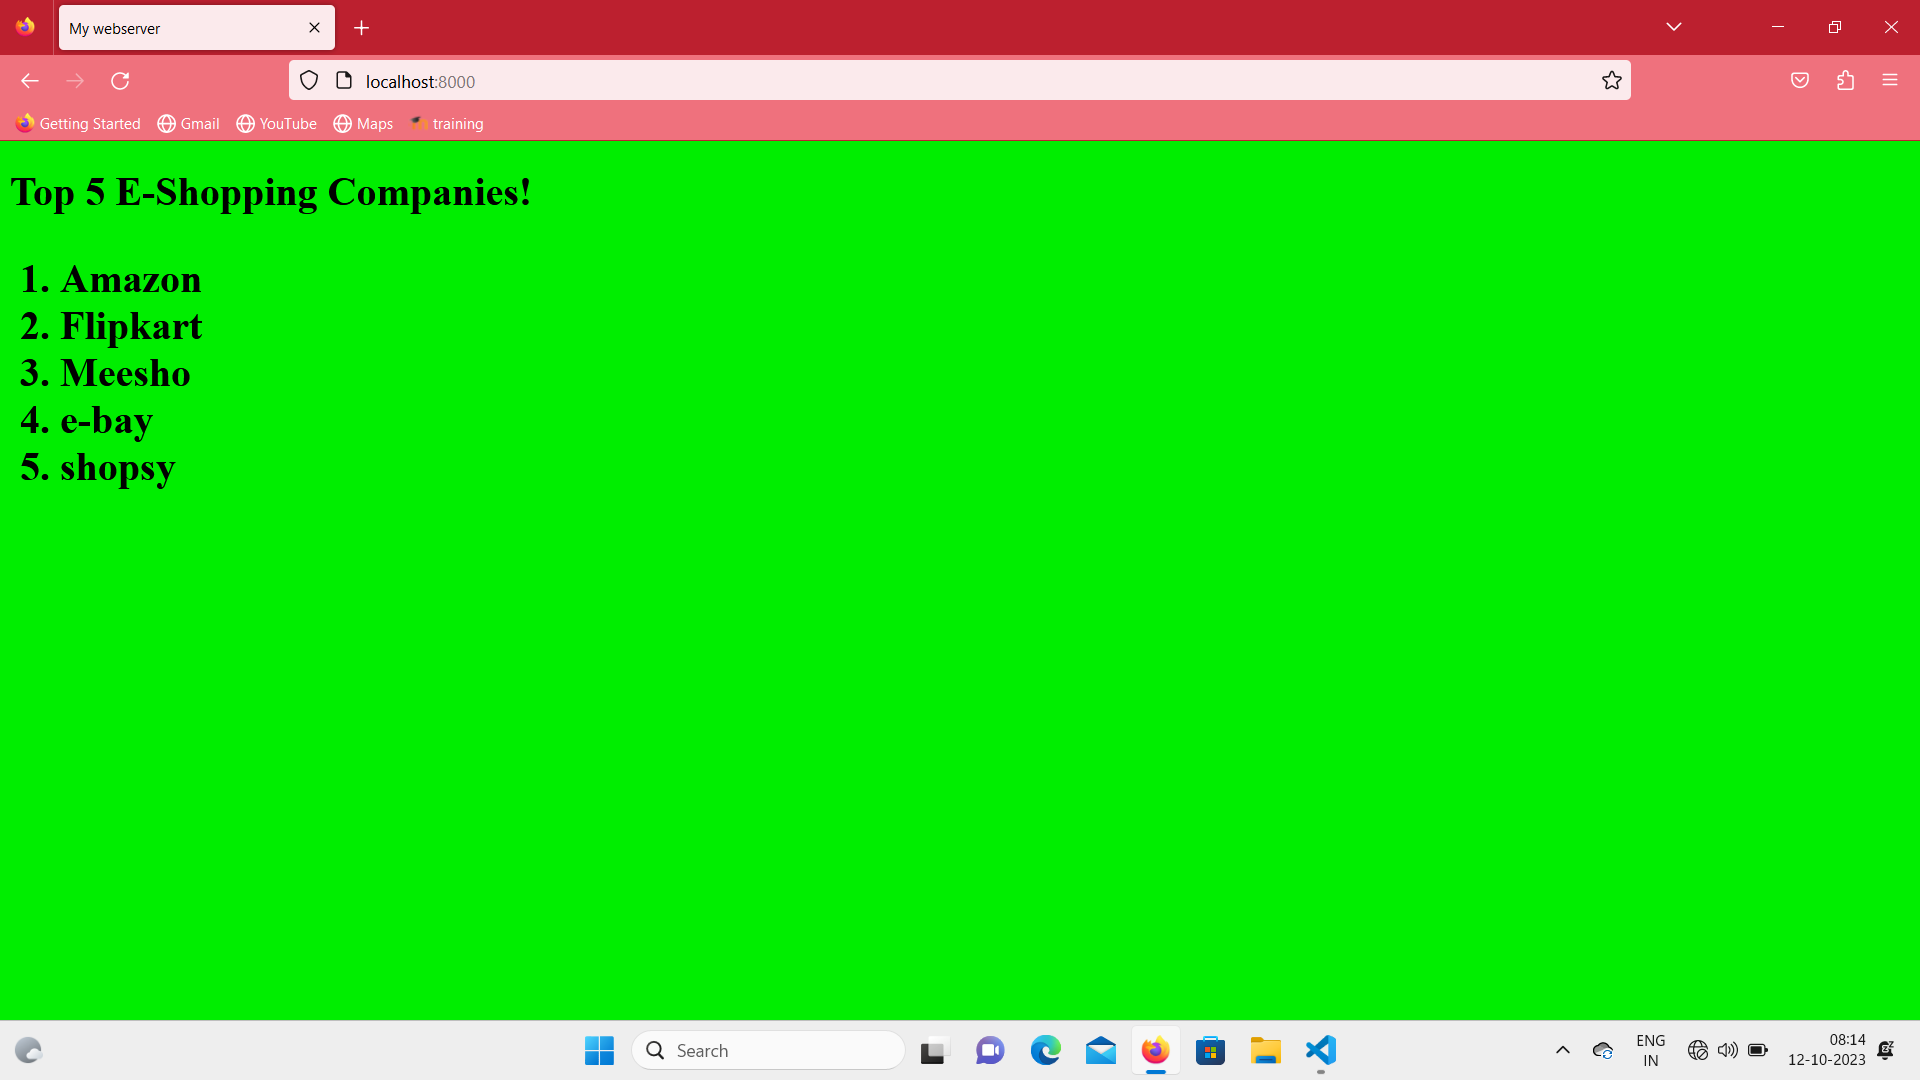 My webserver
localhost:8000
Getting Started Gmail YouTube Maps training
Top 5 E-Shopping Companies!
1. Amazon
2. Flipkart
3. Meesho
4. e-bay
5. shopsy
Search
ENG
IN
08:14
12-10-2023